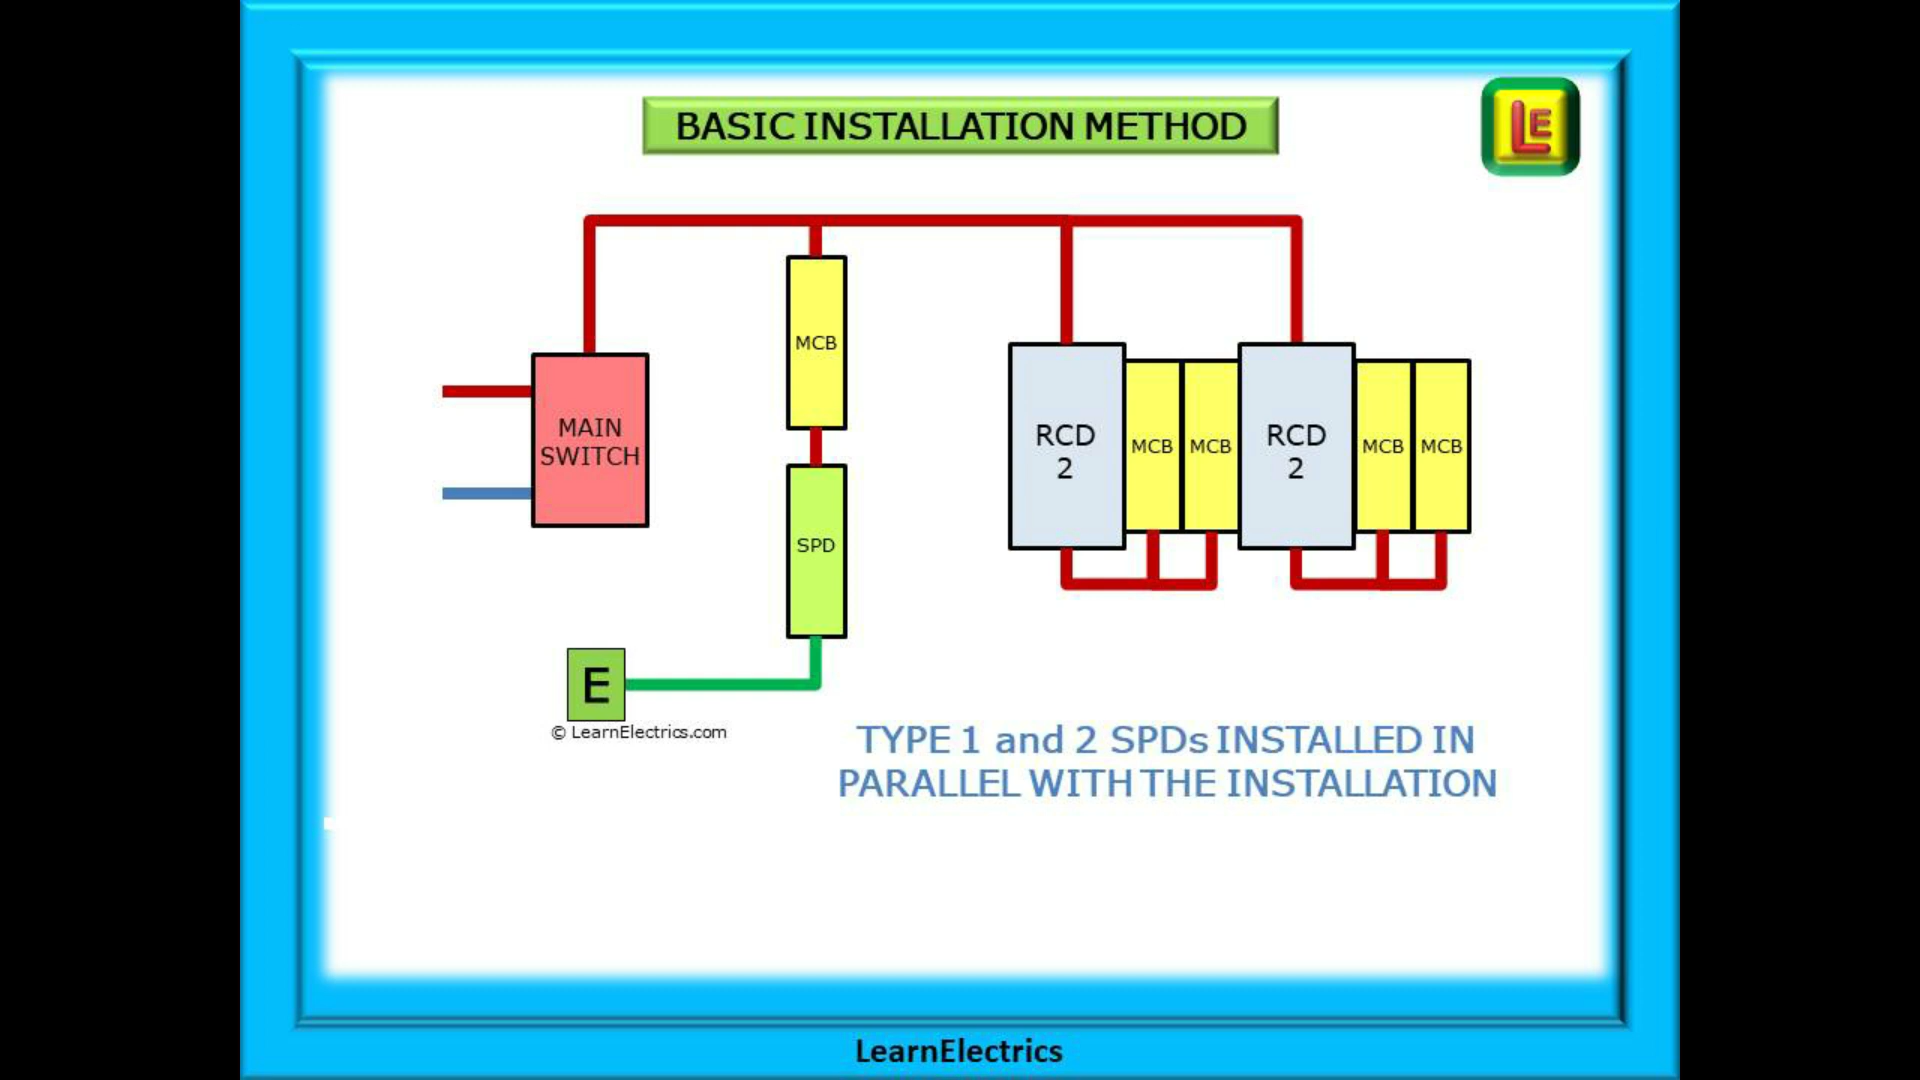 BASIC INSTALLATION METHOD
LE
MCB
MAIN
SWITCH
RCD
2
MCB
MCB
RCD
2
MCB
MCB
SPD
E
© LearnElectrics.com
TYPE 1 and 2 SPDs INSTALLED IN
PARALLEL WITH THE INSTALLATION
LearnElectrics